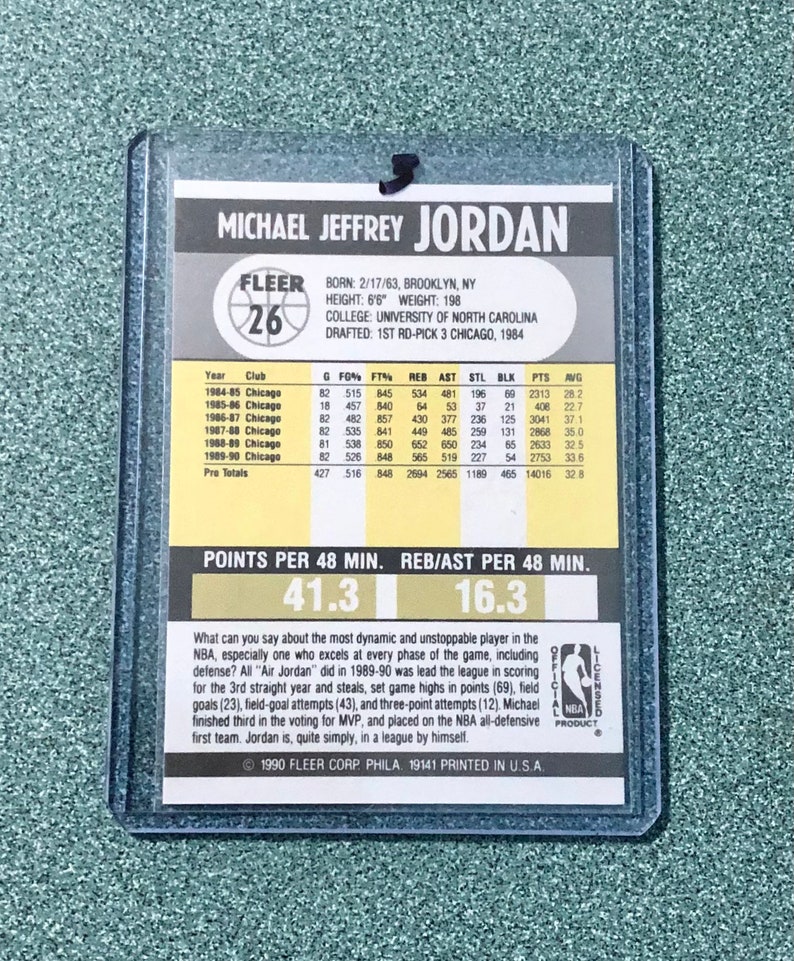 MICHAEL JEFFREY JORDAN
FLEER
26
BORN: 2/17/63, BROOKLYN, NY
HEIGHT: 6'6" WEIGHT: 198
COLLEGE: UNIVERSITY OF NORTH CAROLINA
DRAFTED: 1ST RD-PICK 3 CHICAGO, 1984
Year Club G FG% FT% REB AST STL BLK PTS AVG
1984-85 Chicago 82 .515 .845 534 481 196 69 2313 28.2
1985-86 Chicago 18 .457 .840 64 53 37 21 408 22.7
1986-87 Chicago 82 .482 .857 430 377 236 125 3041 37.1
1987-88 Chicago 82 .535 .841 449 485 259 131 2868 35.0
1988-89 Chicago 81 .538 .850 652 650 234 65 2633 32.5
1989-90 Chicago 82 .526 .848 565 519 227 54 2753 33.6
Pro Totals 427 .516 .848 2694 2565 1189 465 14016 32.8
POINTS PER 48 MIN. REB/AST PER 48 MIN.
41.3 16.3
What can you say about the most dynamic and unstoppable player in the
NBA, especially one who excels at every phase of the game, including
defense? All "Air Jordan" did in 1989-90 was lead the league in scoring
for the 3rd straight year and steals, set game highs in points (69), field
goals (23), field-goal attempts (43), and three-point attempts (12). Michael
finished third in the voting for MVP, and placed on the NBA all-defensive
first team. Jordan is, quite simply, in a league by himself.
OFFICIAL
LICENSED
NBA
PRODUCT
®
© 1990 FLEER CORP. PHILA. 19141 PRINTED IN U.S.A.